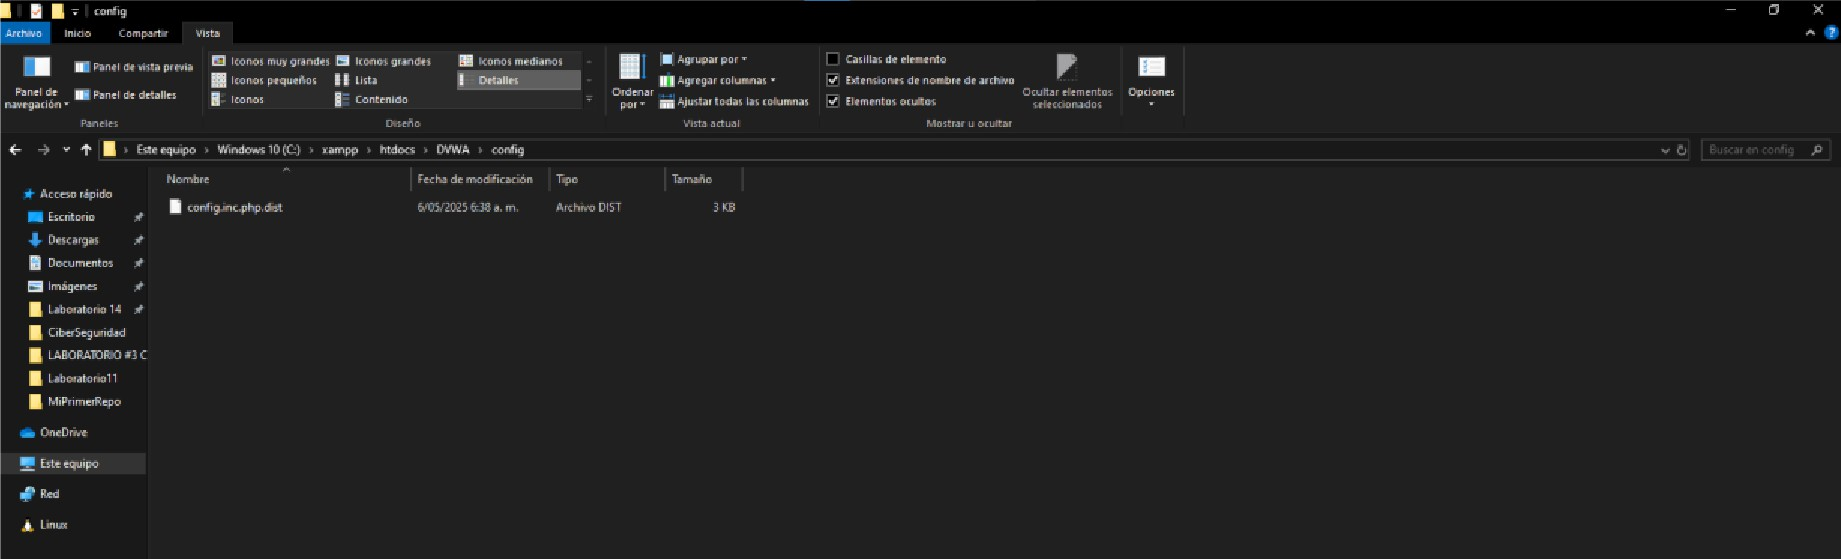 config
Archivo Inicio Compartir Vista
Panel de navegación
Panel de vista previa
Panel de detalles
Paneles
Iconos muy grandes Iconos grandes Iconos medianos
Iconos pequeños Lista Detalles
Iconos Contenido
Diseño
Ordenar por
Agrupar por
Agregar columnas
Ajustar todas las columnas
Vista actual
Casillas de elemento
Extensiones de nombre de archivo
Elementos ocultos
Ocultar elementos seleccionados
Mostrar u ocultar
Opciones
Este equipo › Windows 10 (C:) › xampp › htdocs › DVWA › config
Buscar en config
Nombre Fecha de modificación Tipo Tamaño
config.inc.php.dist 6/05/2025 6:38 a. m. Archivo DIST 3 KB
Acceso rápido
Escritorio
Descargas
Documentos
Imágenes
Laboratorio 14
CiberSeguridad
LABORATORIO #3 C
Laboratorio11
MiPrimerRepo
OneDrive
Este equipo
Red
Linux